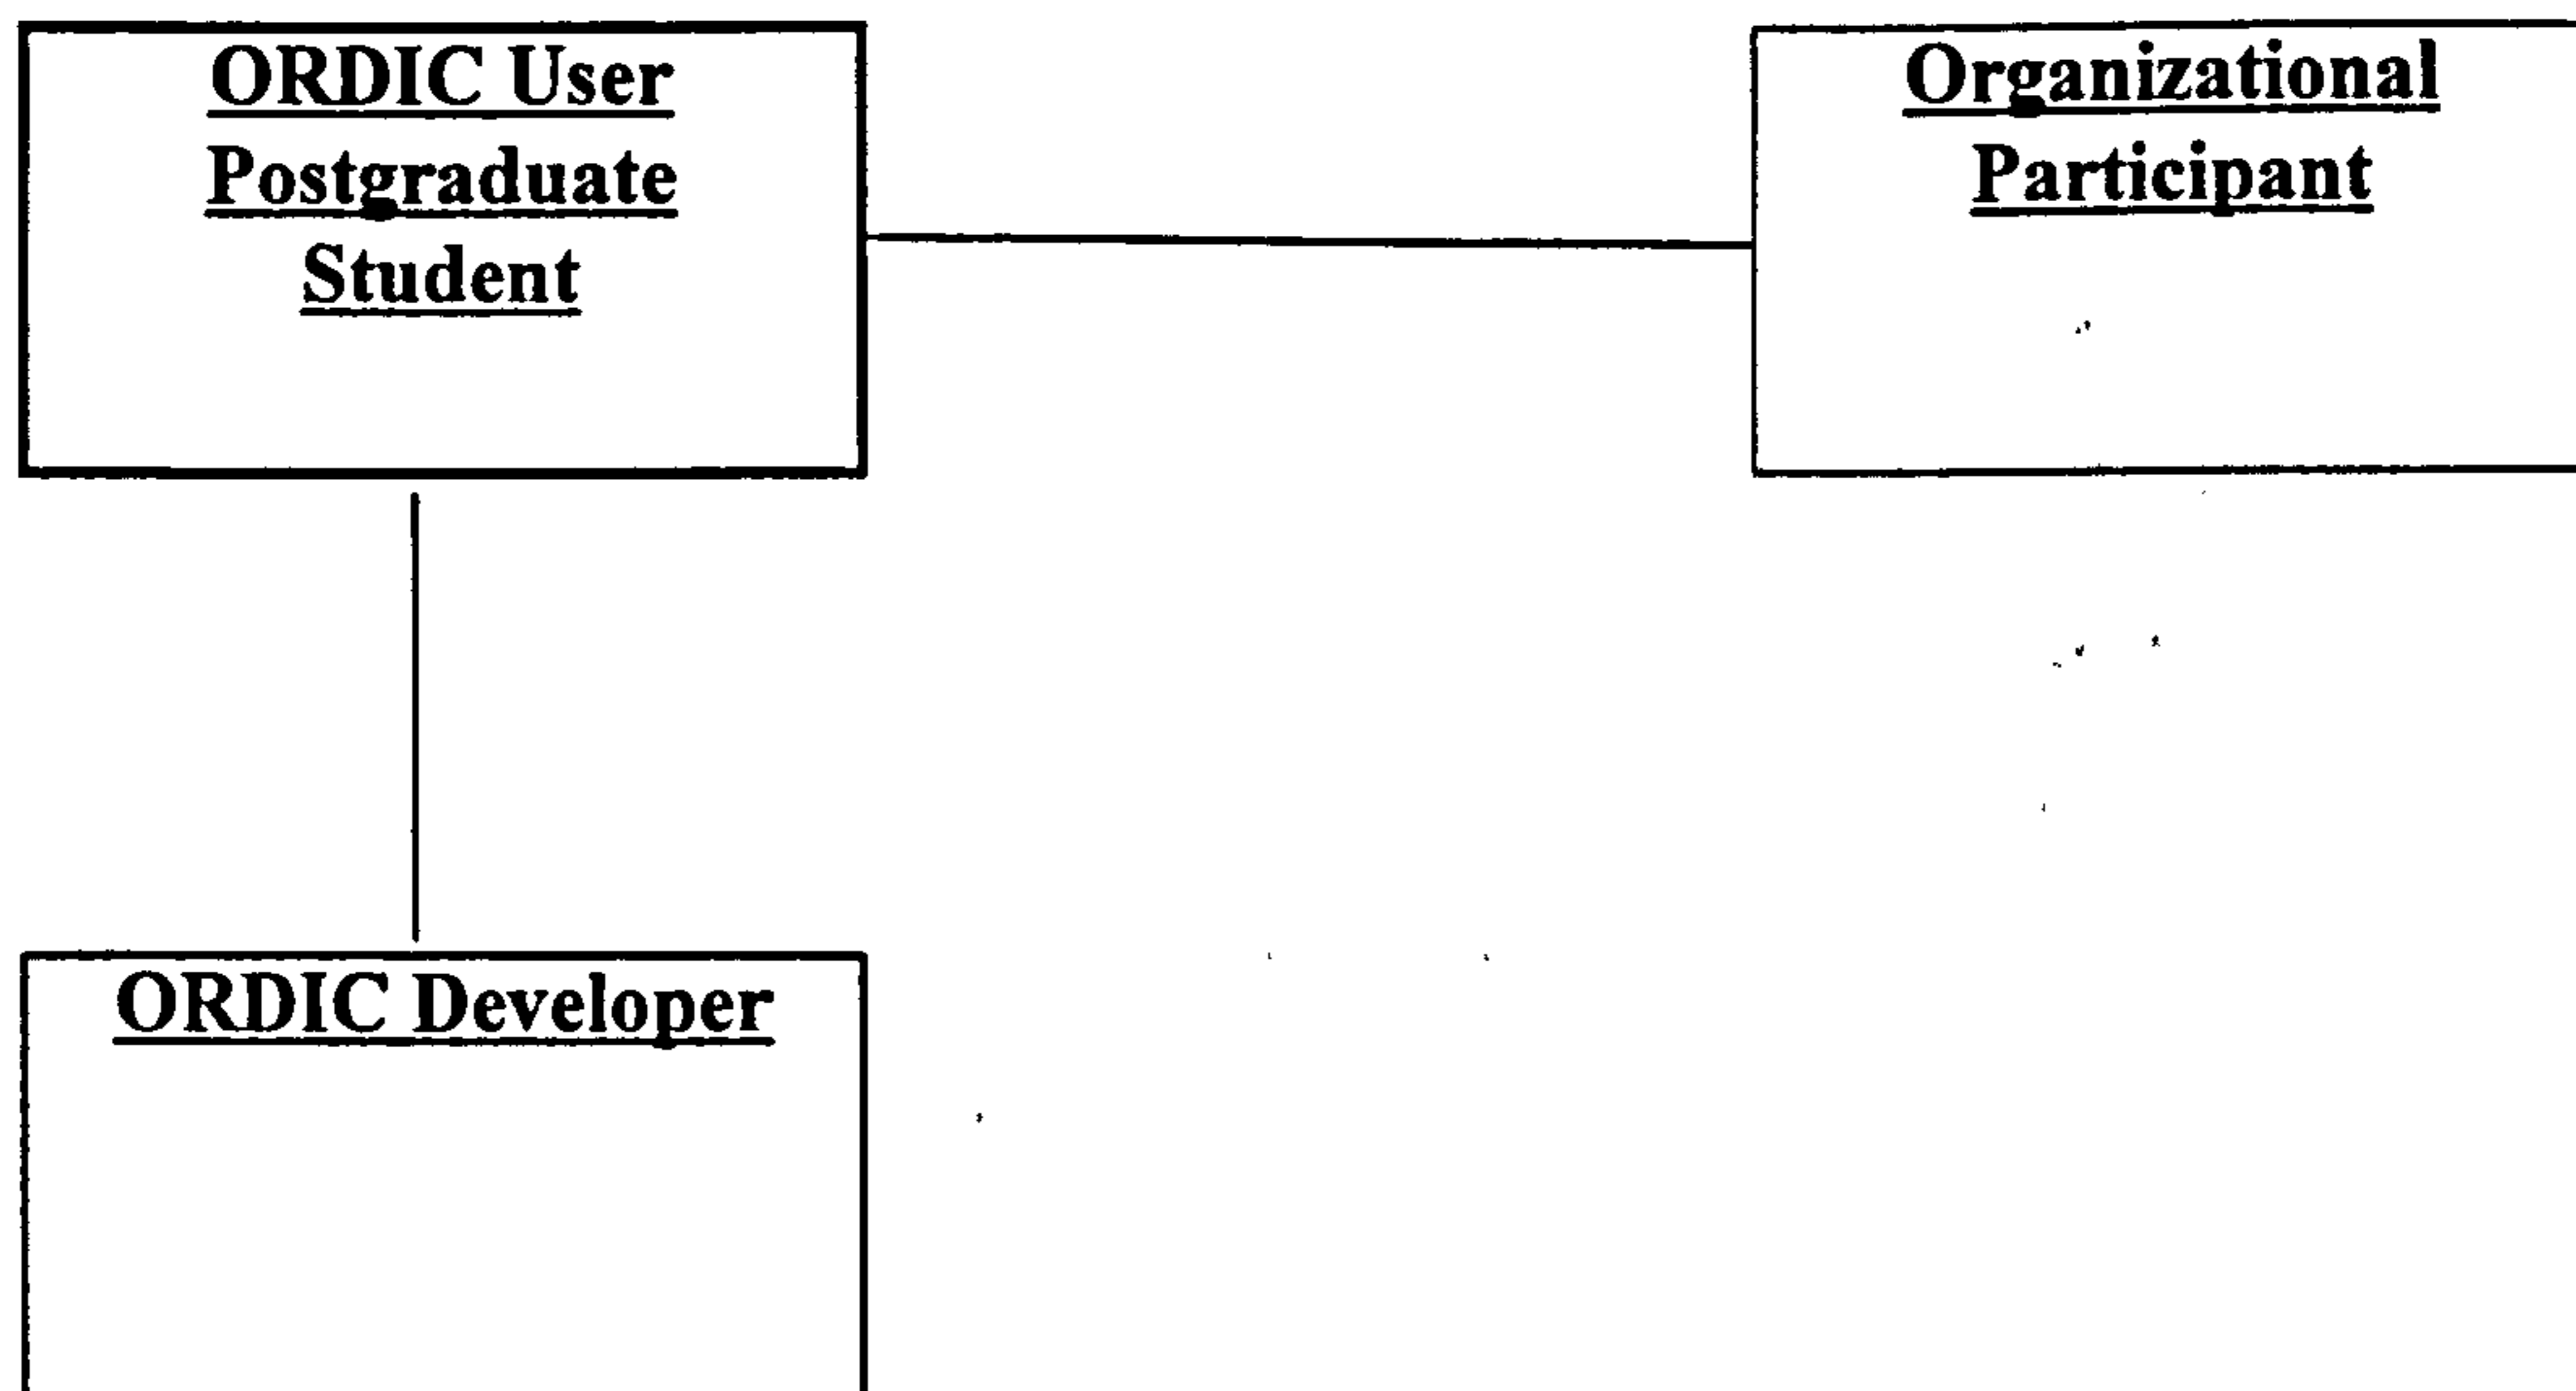 ORDIC User
Postgraduate
Student
Organizational
Participant
ORDIC Developer